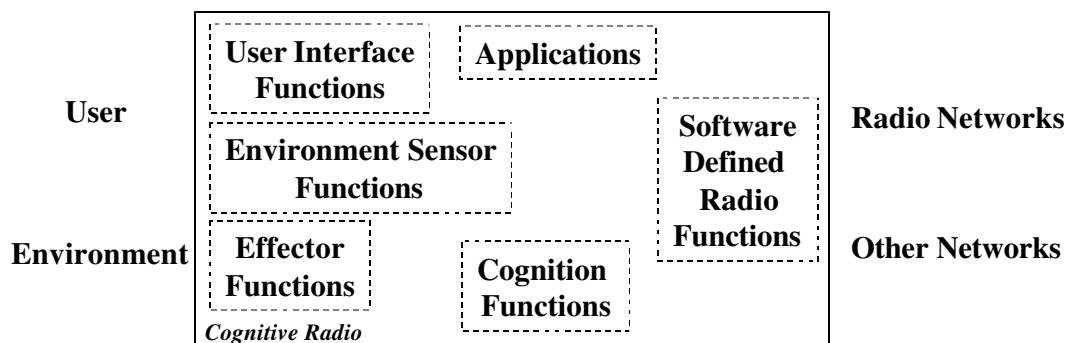 User Interface
Functions
Applications
User
Software
Defined
Radio
Functions
Radio Networks
Environment Sensor
Functions
Environment
Effector
Functions
Cognition
Functions
Other Networks
Cognitive Radio